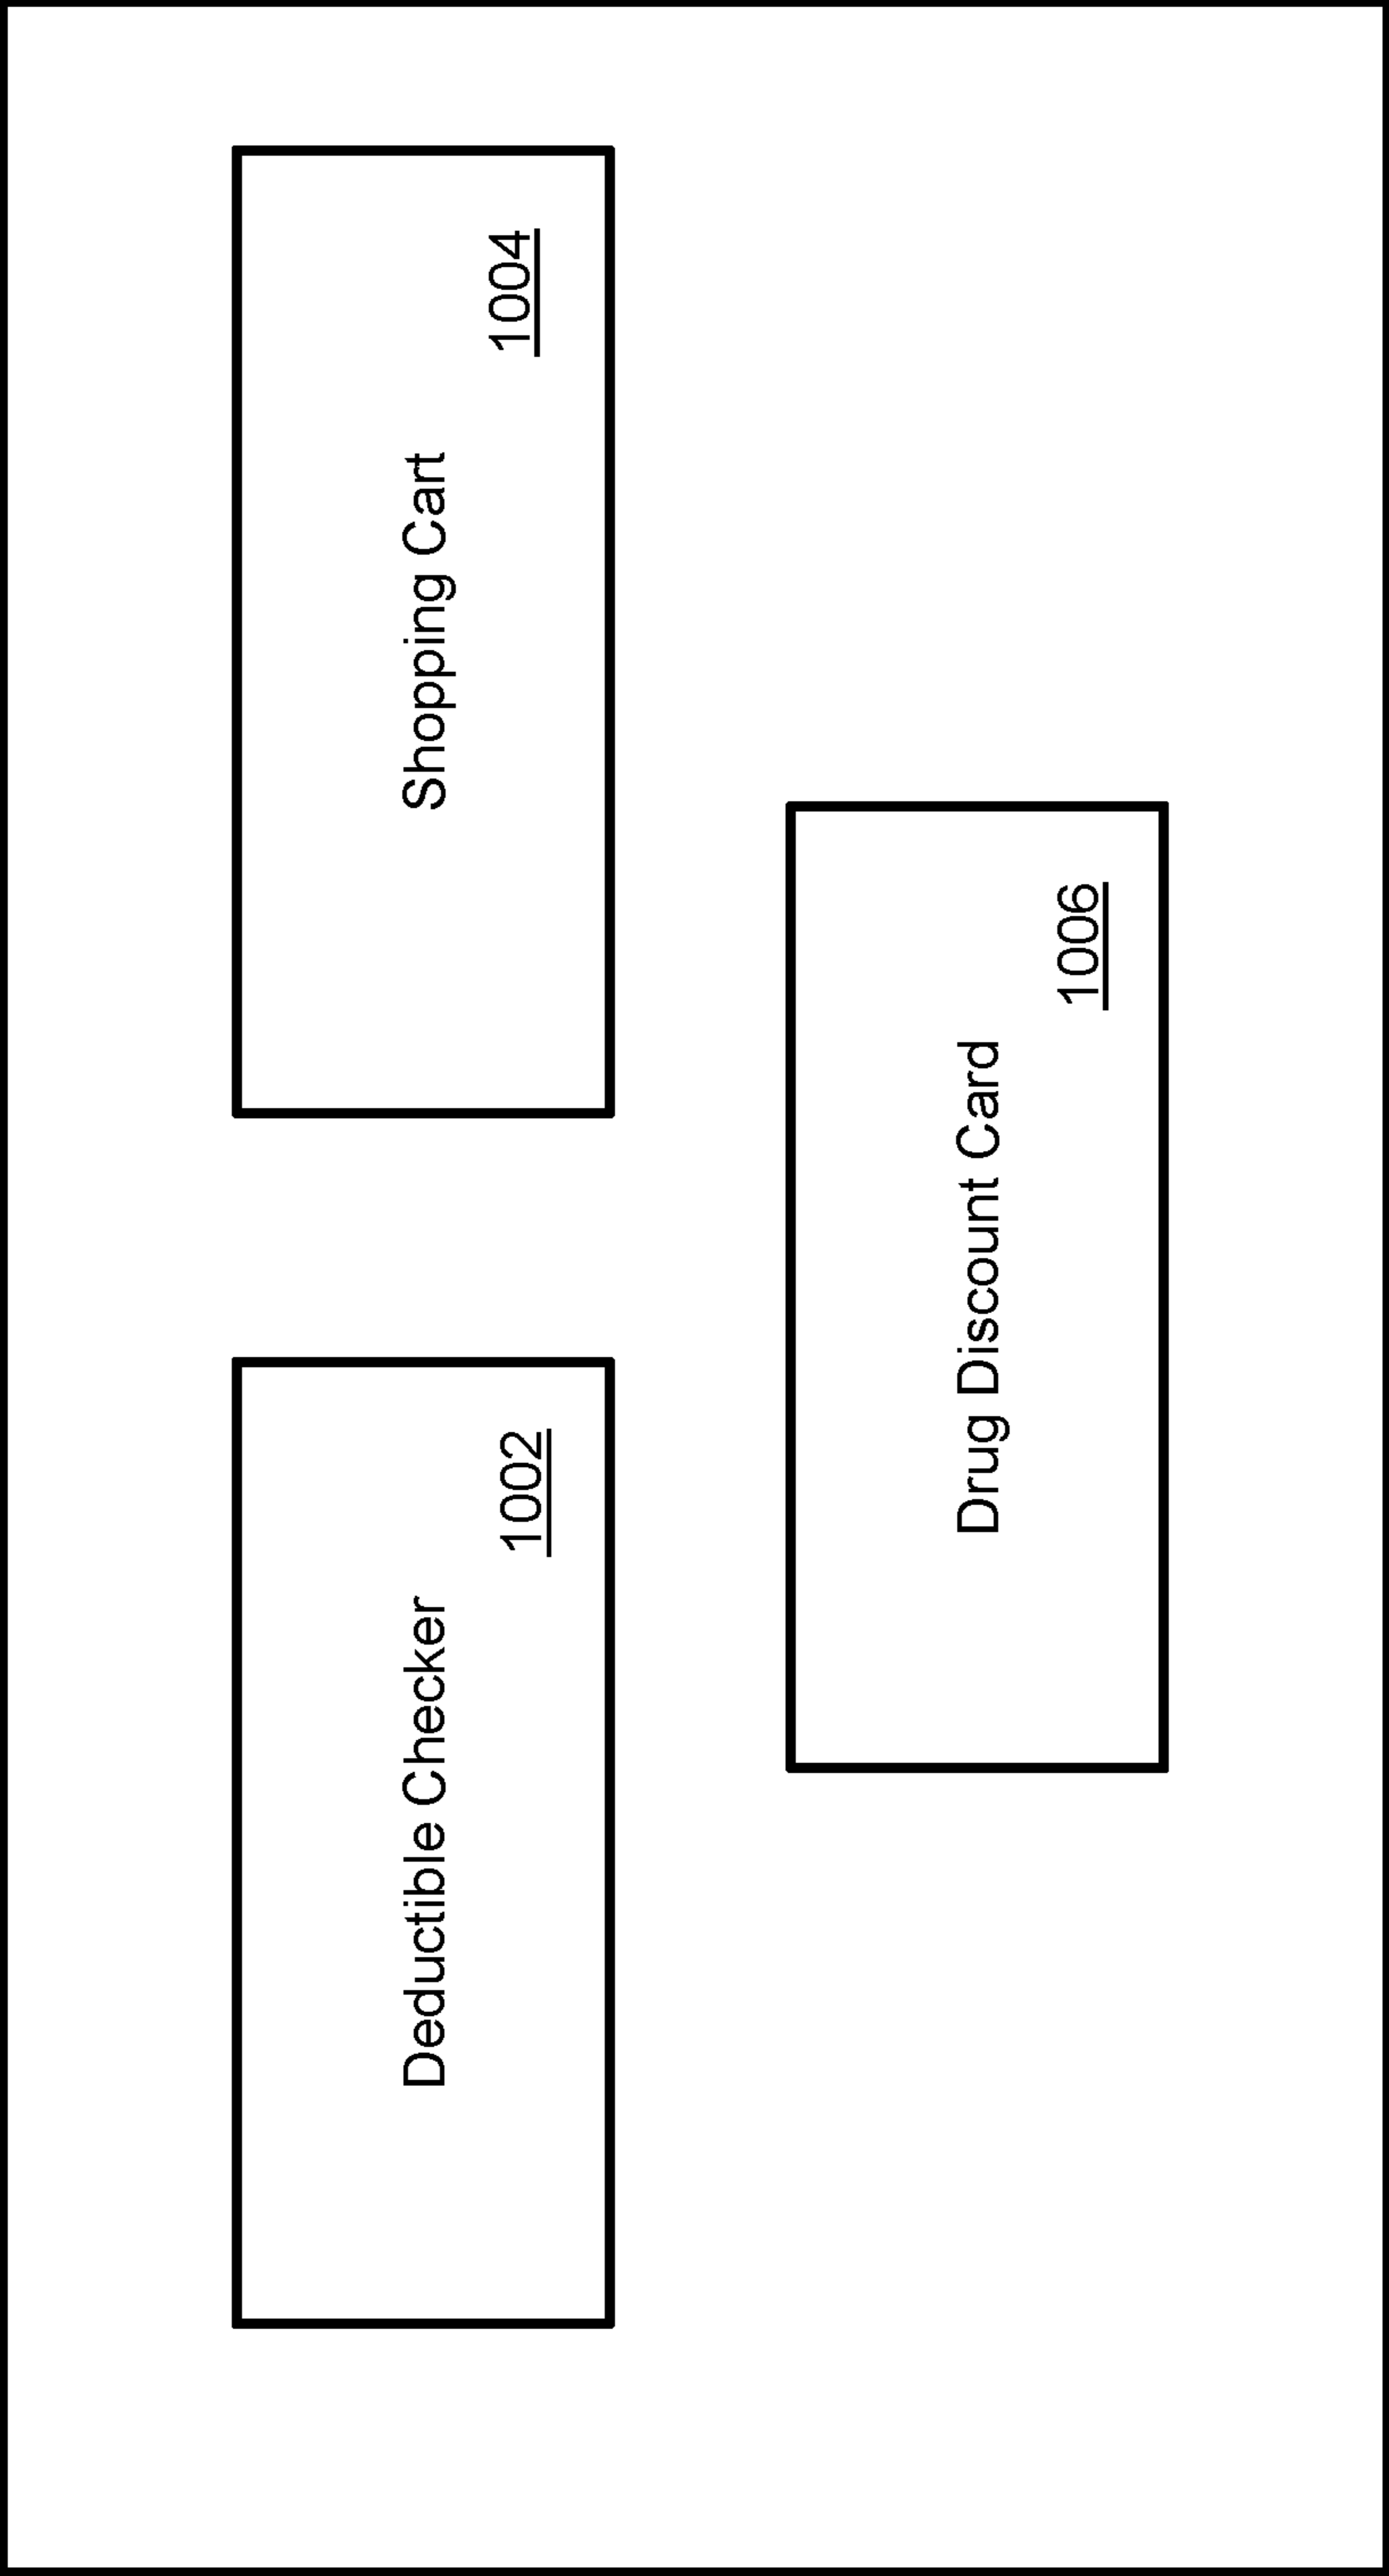 Deductible Checker
1002
Shopping Cart
1004
Drug Discount Card
1006